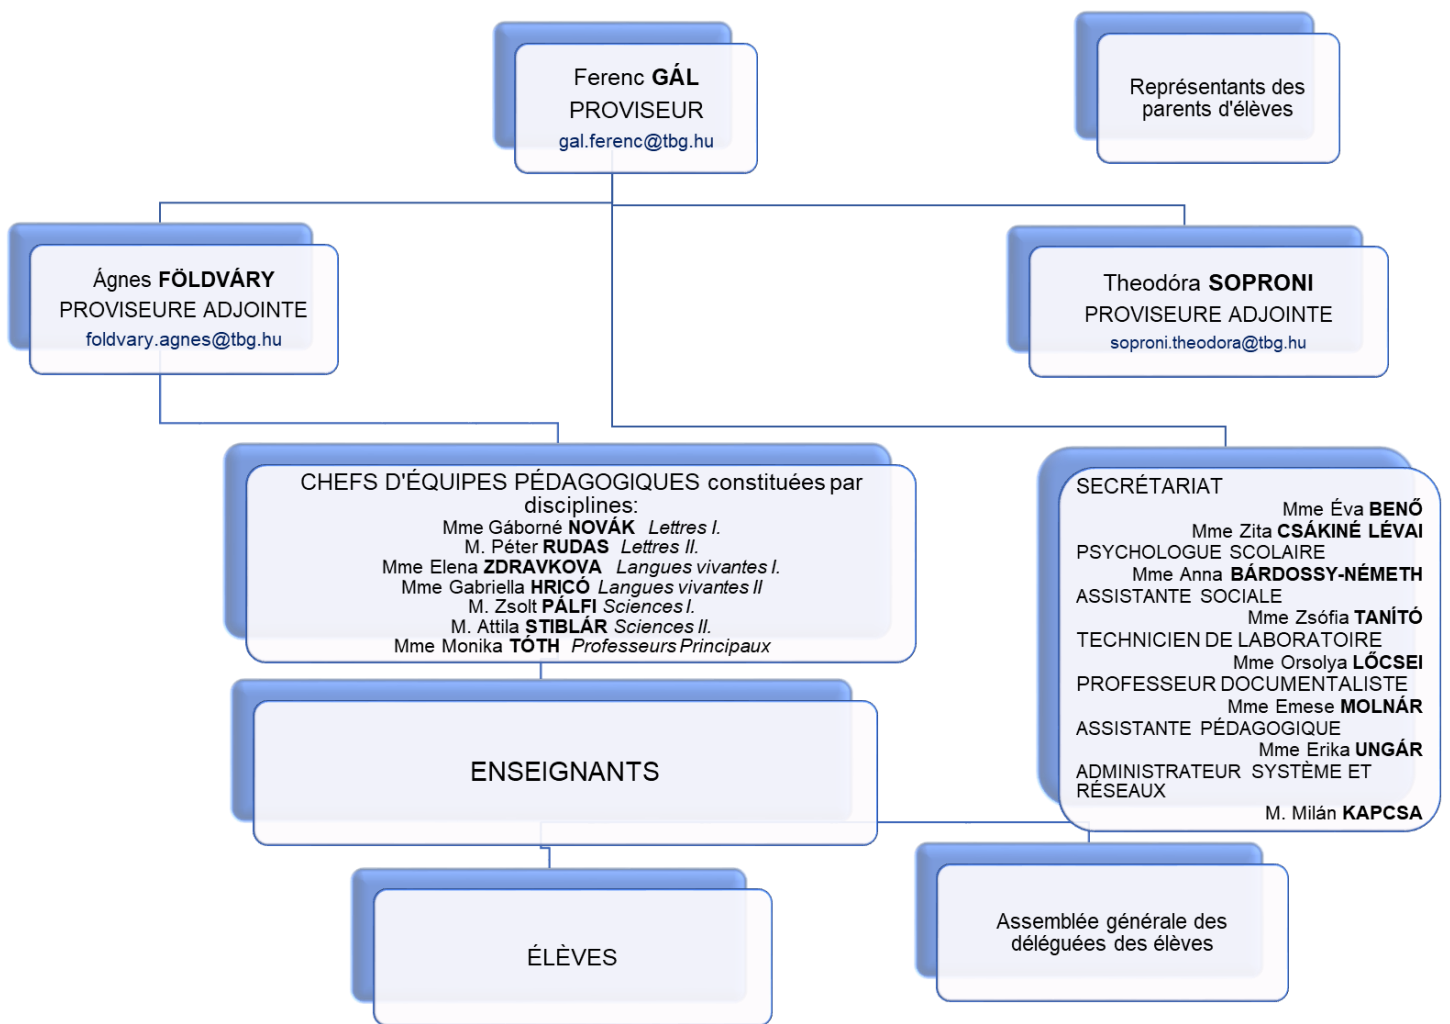 Ferenc GÁL
PROVISEUR
gal.ferenc@tbg.hu
Représentants des
parents d'élèves
Ágnes FÖLDVÁRY
PROVISEURE ADJOINTE
foldvary.agnes@tbg.hu
Theodóra SOPRONI
PROVISEURE ADJOINTE
soproni.theodora@tbg.hu
CHEFS D'ÉQUIPES PÉDAGOGIQUES constituées par
disciplines:
Mme Gáborné NOVÁK Lettres I.
M. Péter RUDAS Lettres II.
Mme Elena ZDRAVKOVA Langues vivantes I.
Mme Gabriella HRICÓ Langues vivantes II
M. Zsolt PÁLFI Sciences I.
M. Attila STIBLÁR Sciences II.
Mme Monika TÓTH Professeurs Principaux
SECRÉTARIAT
Mme Éva BENŐ
Mme Zita CSÁKINÉ LÉVAI
PSYCHOLOGUE SCOLAIRE
Mme Anna BÁRDOSSY-NÉMETH
ASSISTANTE SOCIALE
Mme Zsófia TANÍTÓ
TECHNICIEN DE LABORATOIRE
Mme Orsolya LŐCSEI
PROFESSEUR DOCUMENTALISTE
Mme Emese MOLNÁR
ASSISTANTE PÉDAGOGIQUE
Mme Erika UNGÁR
ADMINISTRATEUR SYSTÈME ET
RÉSEAUX
M. Milán KAPCSA
ENSEIGNANTS
ÉLÈVES
Assemblée générale des
déléguées des élèves